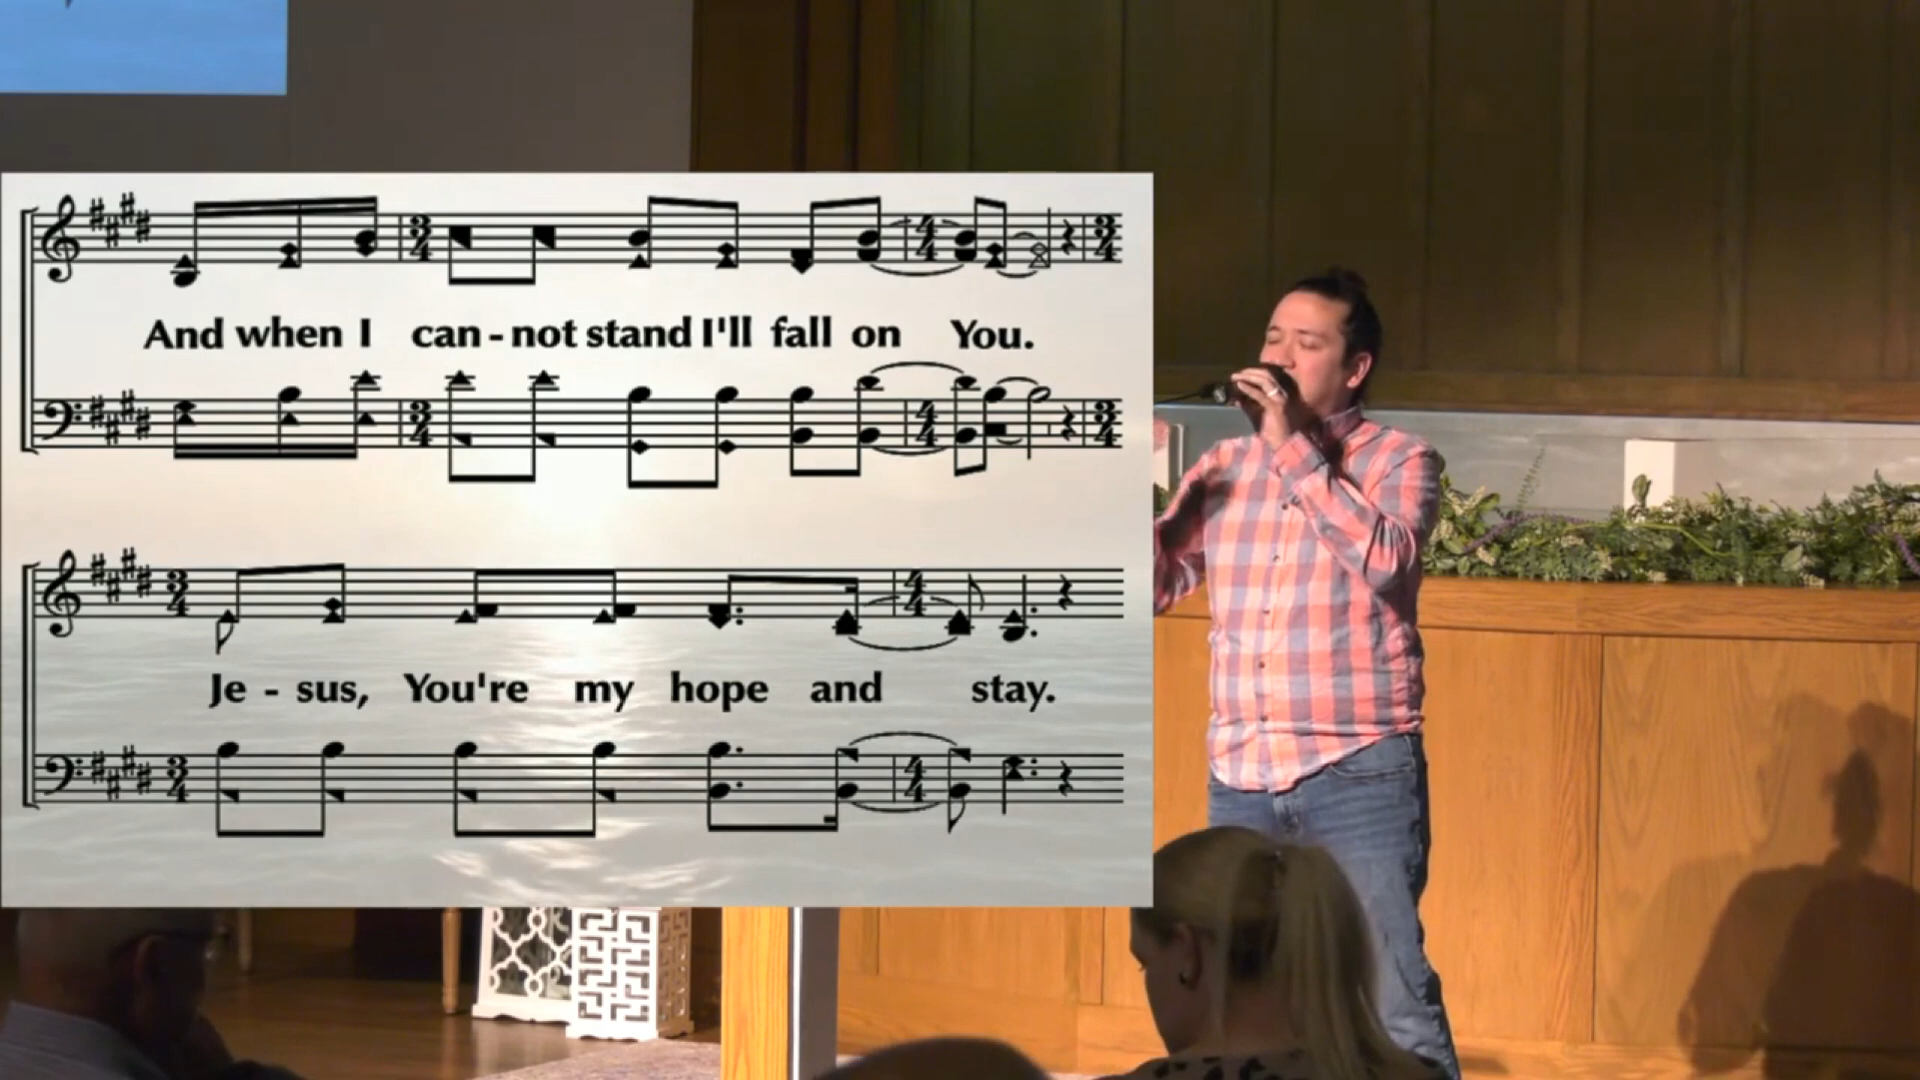 And when I can-not stand I'll fall on You.
Je - sus, You're my hope and stay.